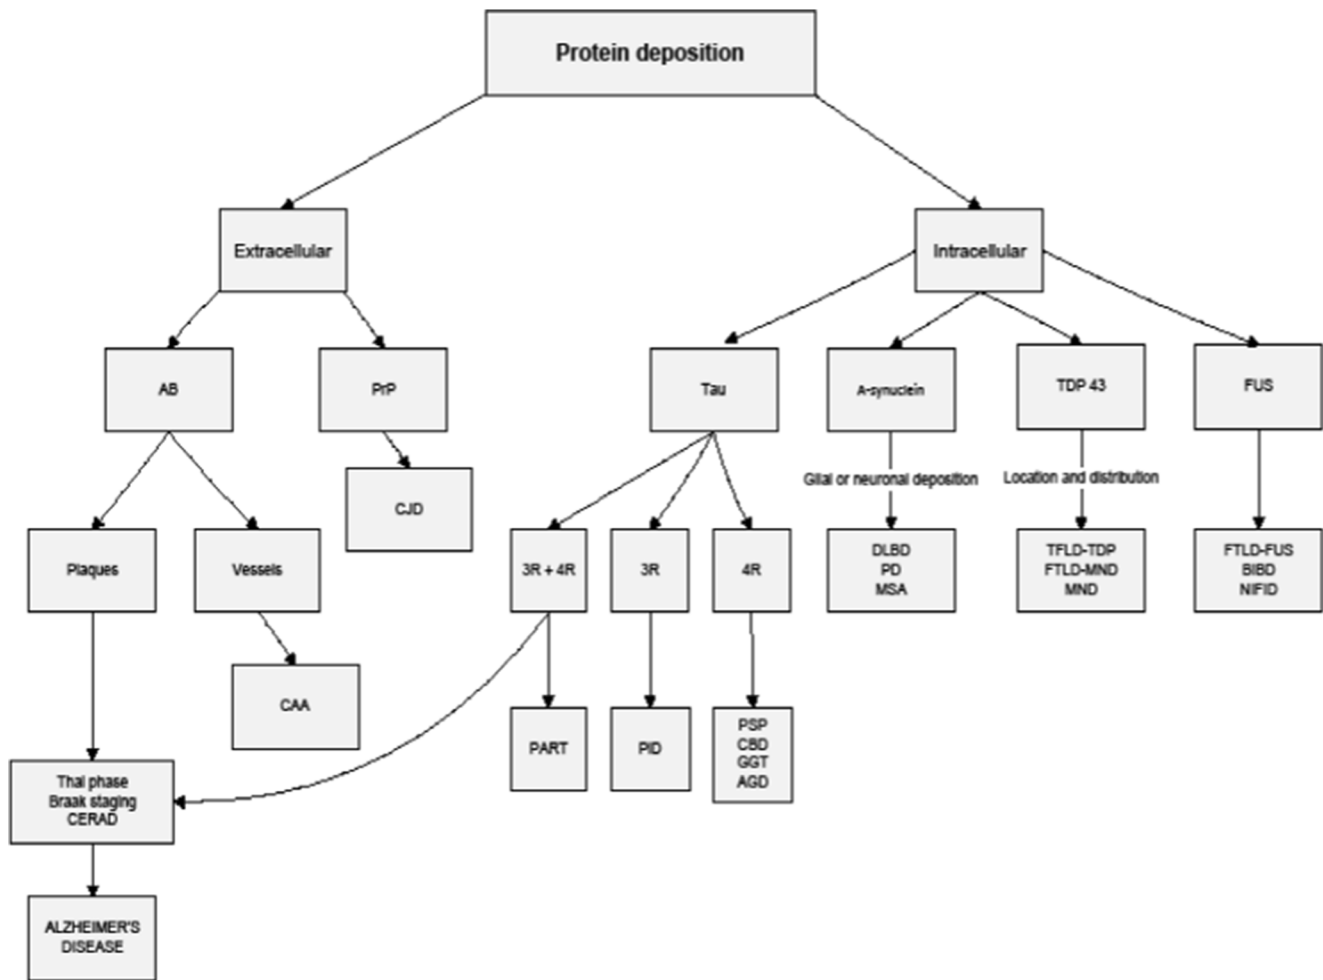 Protein deposition
Extracellular
Intracellular
AB
PrP
Tau
A-synuclein
TDP 43
FUS
CJD
Glial or neuronal deposition
Location and distribution
Plaques
Vessels
3R + 4R
3R
4R
DLBD
PD
MSA
TFLD-TDP
FTLD-MND
MND
FTLD-FUS
BIBD
NIFID
CAA
PART
PID
PSP
CBD
GGT
AGD
Thal phase
Braak staging
CERAD
ALZHEIMER'S
DISEASE